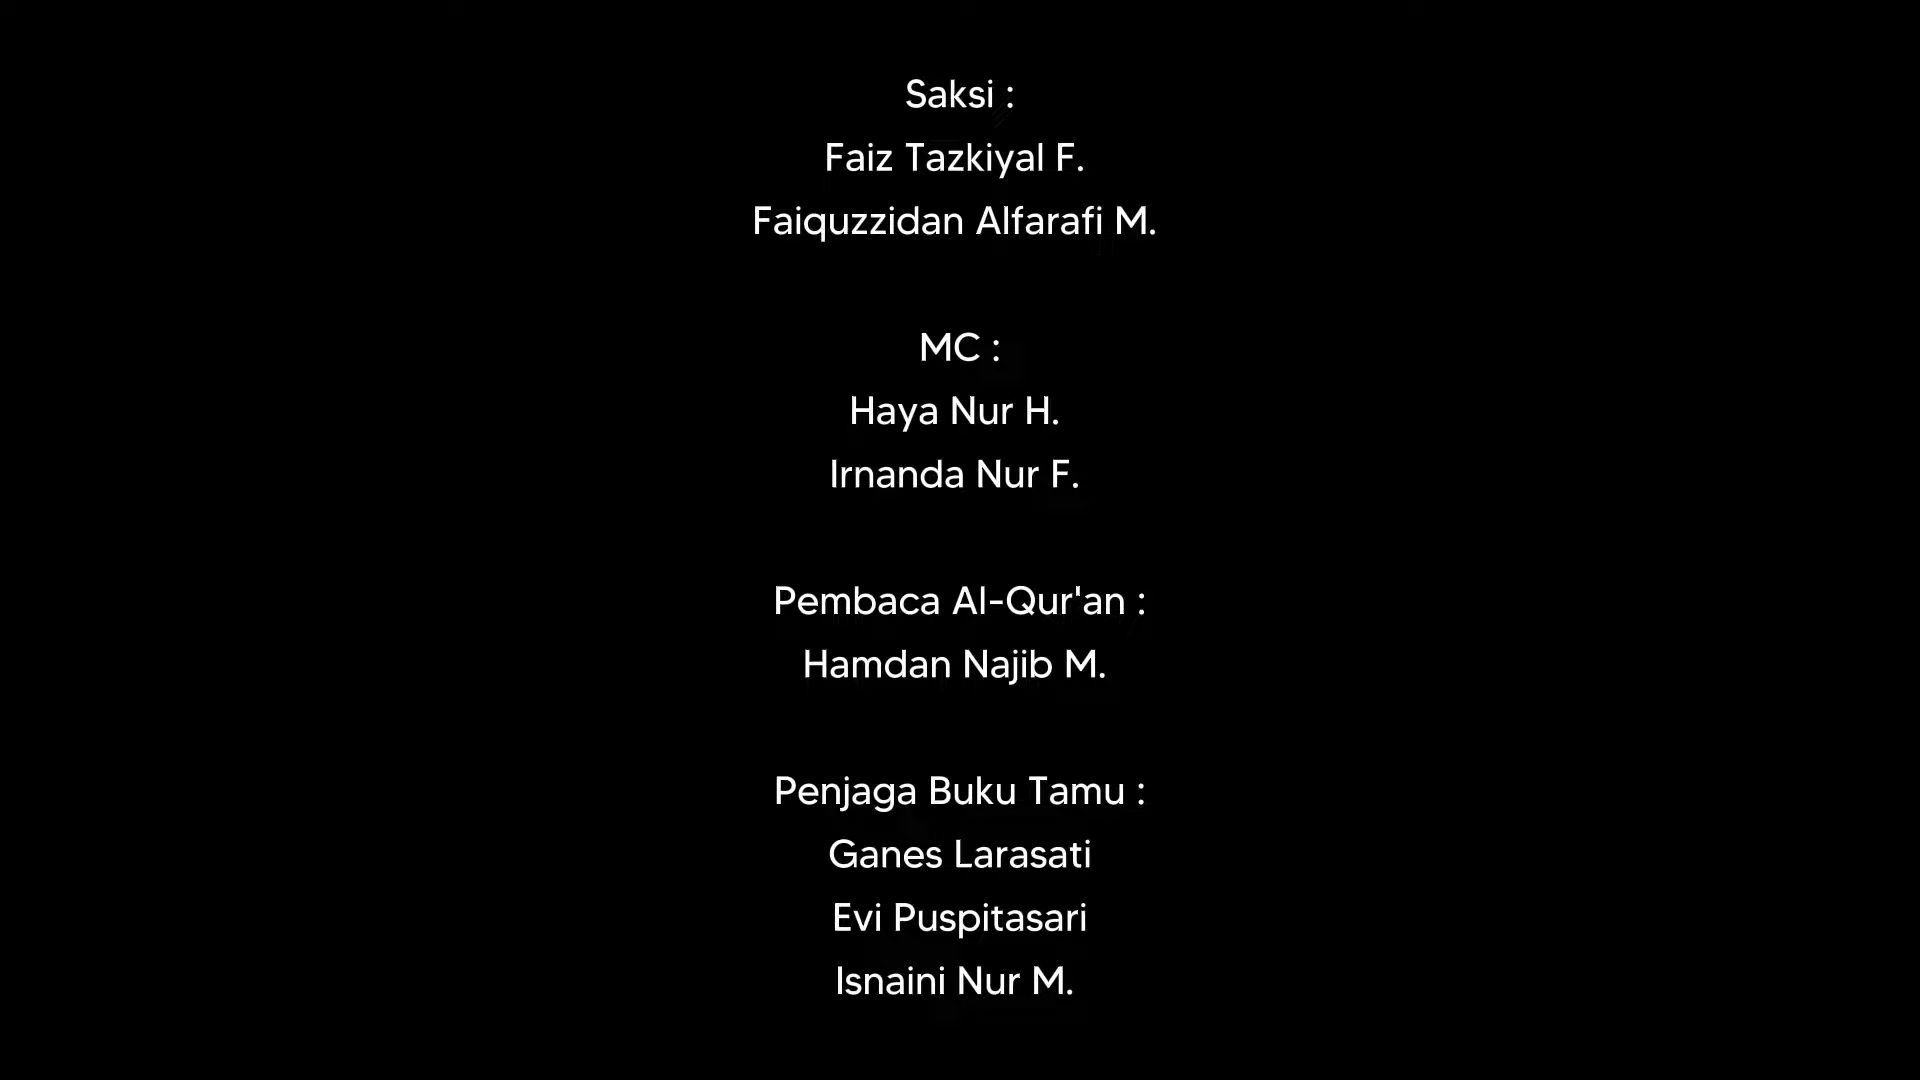 Saksi :
Faiz Tazkiyal F.
Faiquzzidan Alfarafi M.
MC :
Haya Nur H.
Irnanda Nur F.
Pembaca Al-Qur'an :
Hamdan Najib M.
Penjaga Buku Tamu :
Ganes Larasati
Evi Puspitasari
Isnaini Nur M.